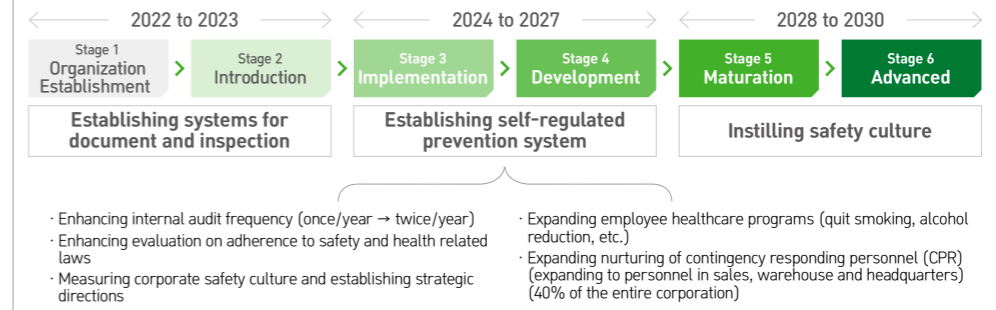 2022 to 2023
2024 to 2027
2028 to 2030
Stage 1
Organization
Establishment
Stage 2
Introduction
Stage 3
Implementation
Stage 4
Development
Stage 5
Maturation
Stage 6
Advanced
Establishing systems for
document and inspection
Establishing self-regulated
prevention system
Instilling safety culture
· Enhancing internal audit frequency (once/year → twice/year)
· Enhancing evaluation on adherence to safety and health related
laws
· Measuring corporate safety culture and establishing strategic
directions
· Expanding employee healthcare programs (quit smoking, alcohol
reduction, etc.)
· Expanding nurturing of contingency responding personnel (CPR)
(expanding to personnel in sales, warehouse and headquarters)
(40% of the entire corporation)